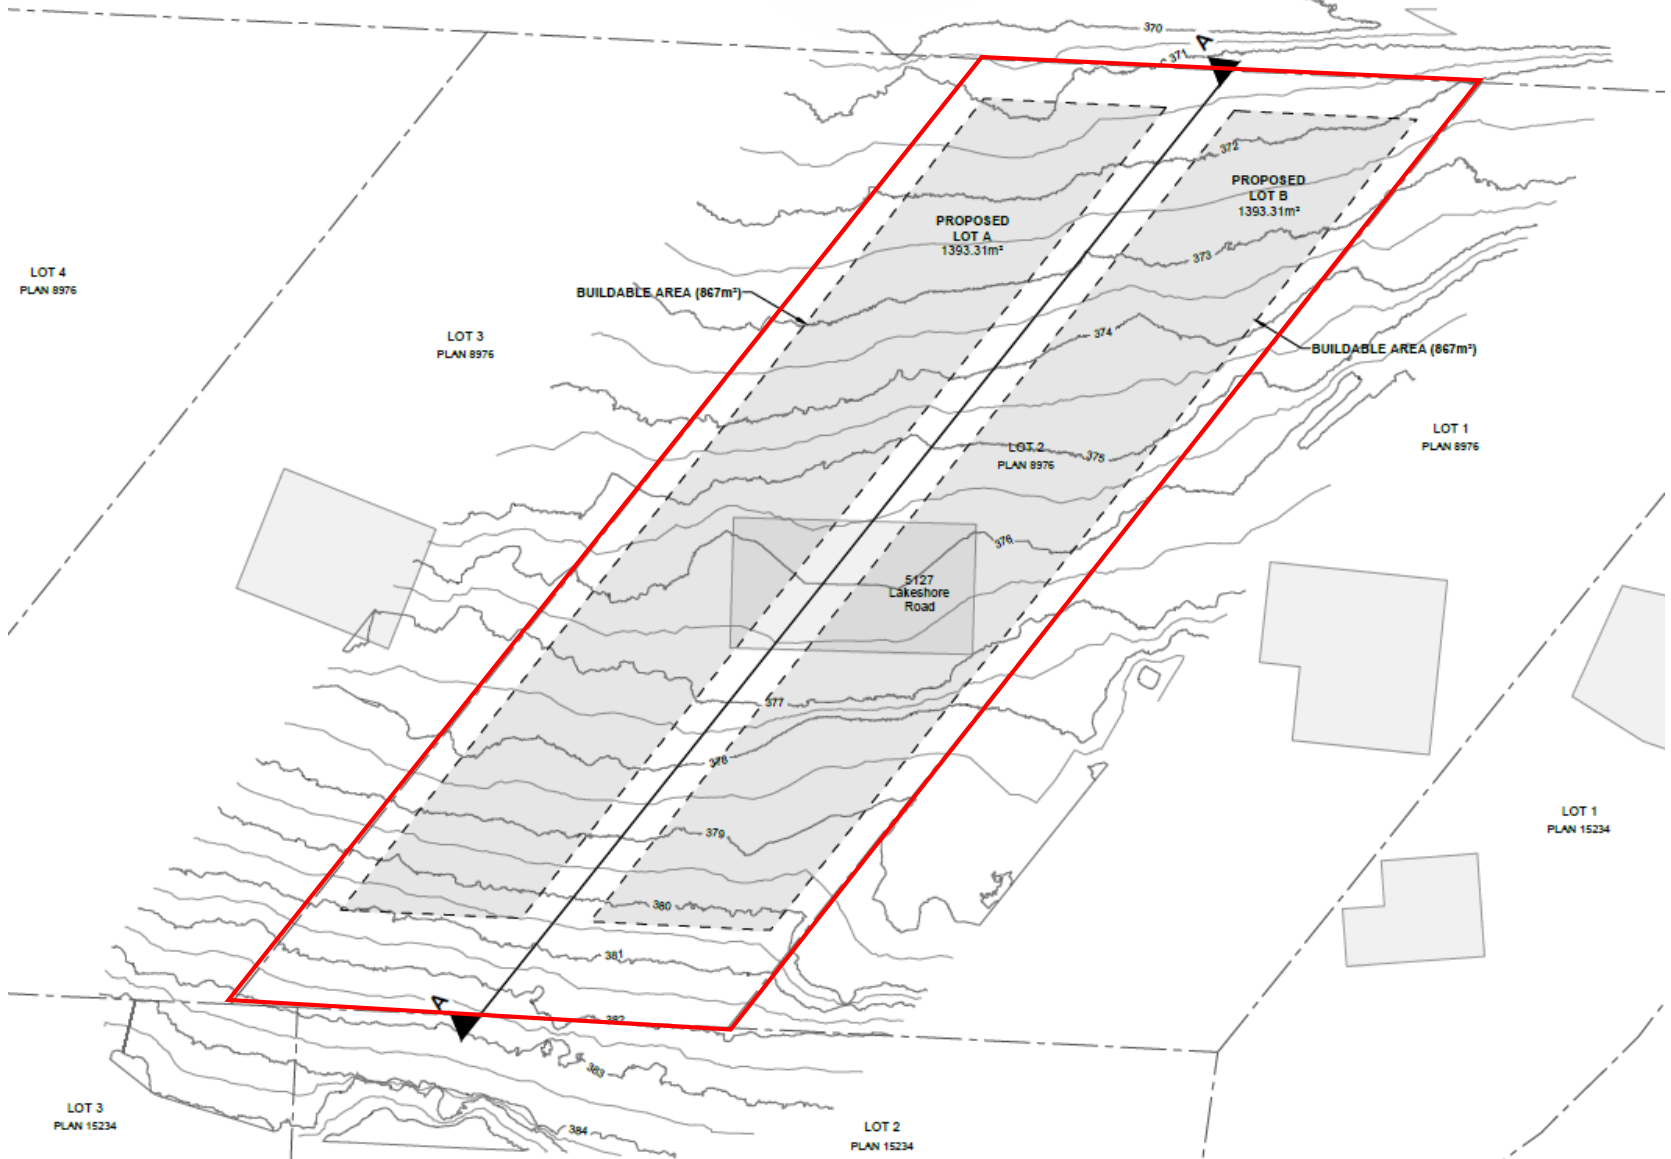 370
A
371
372
PROPOSED
LOT B
1393.31m²
PROPOSED
LOT A
1393.31m²
373
LOT 4
PLAN 8976
BUILDABLE AREA (867m²)
374
LOT 3
PLAN 8976
BUILDABLE AREA (867m²)
LOT 1
PLAN 8976
LOT 2
PLAN 8976
375
376
5127
Lakeshore
Road
377
378
LOT 1
PLAN 15234
379
380
381
A
382
383
LOT 3
PLAN 15234
384
LOT 2
PLAN 15234